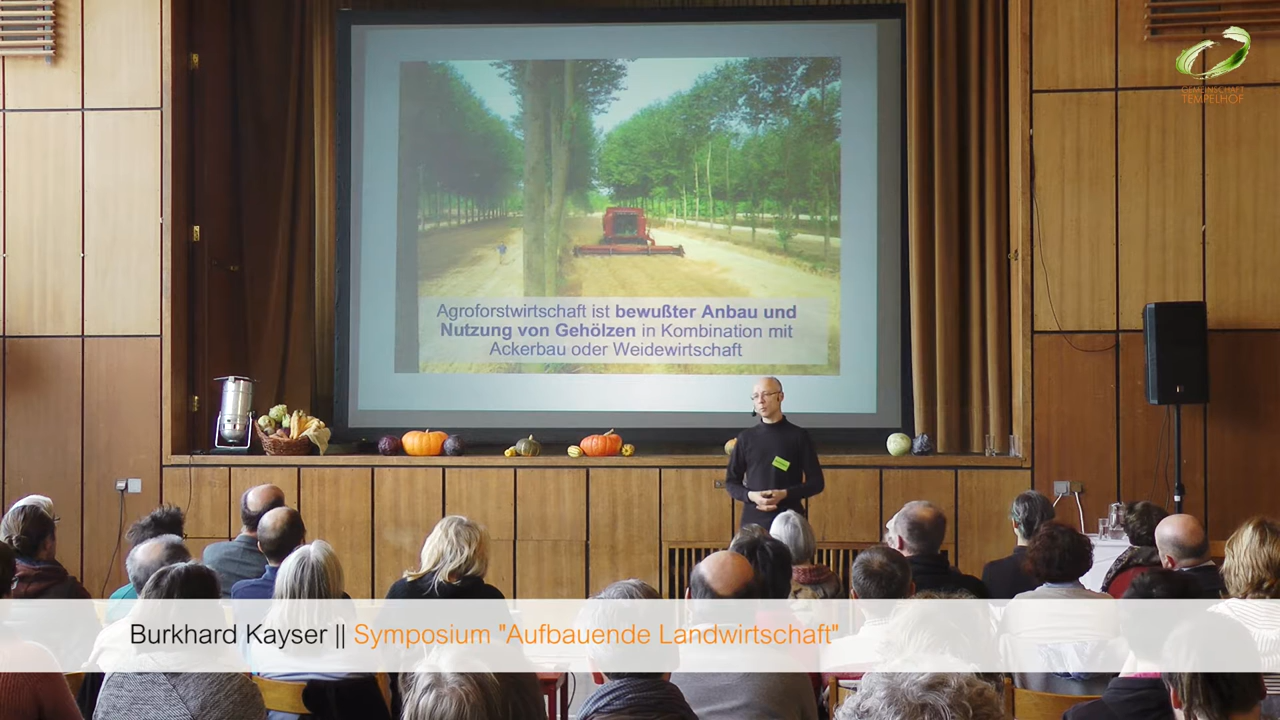 GEMEINSCHAFT
TEMPELHOF
Agroforstwirtschaft ist bewußter Anbau und
Nutzung von Gehölzen in Kombination mit
Ackerbau oder Weidewirtschaft
Burkhard Kayser || Symposium "Aufbauende Landwirtschaft"